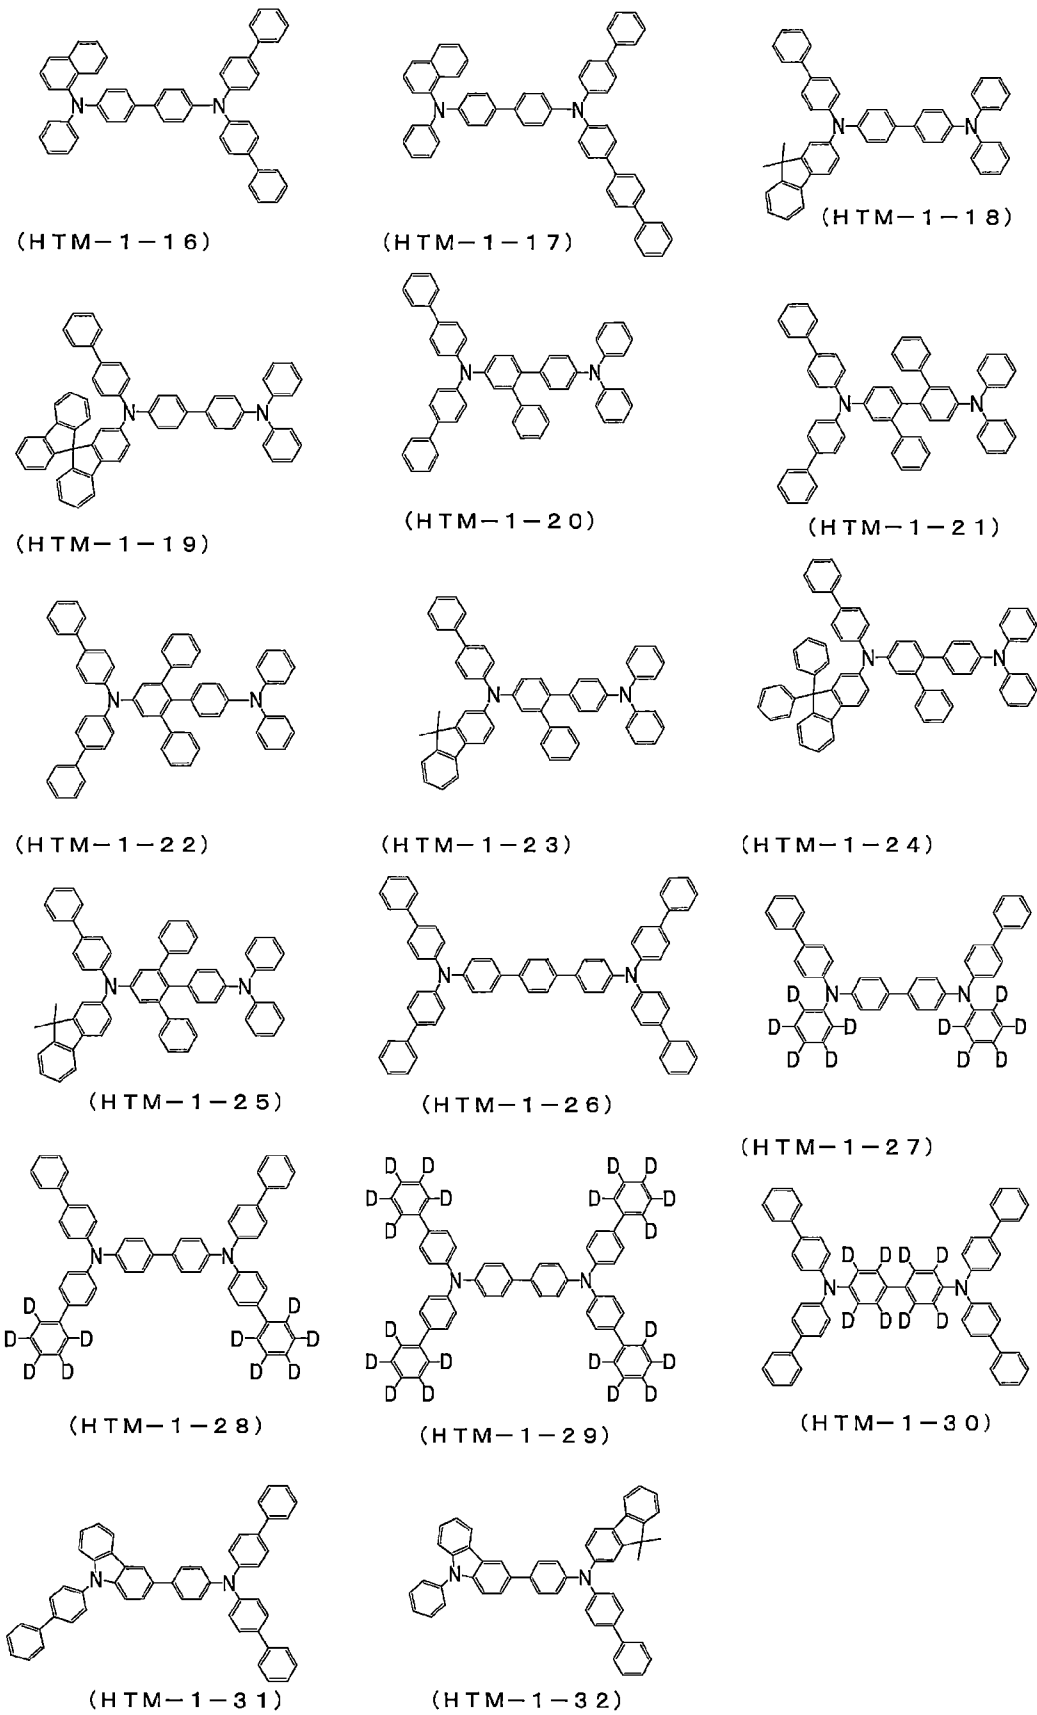 (HTM-1-16) (HTM-1-17) (HTM-1-18)
(HTM-1-19) (HTM-1-20) (HTM-1-21)
(HTM-1-22) (HTM-1-23) (HTM-1-24)
(HTM-1-25) (HTM-1-26) (HTM-1-27)
(HTM-1-28) (HTM-1-29) (HTM-1-30)
(HTM-1-31) (HTM-1-32)